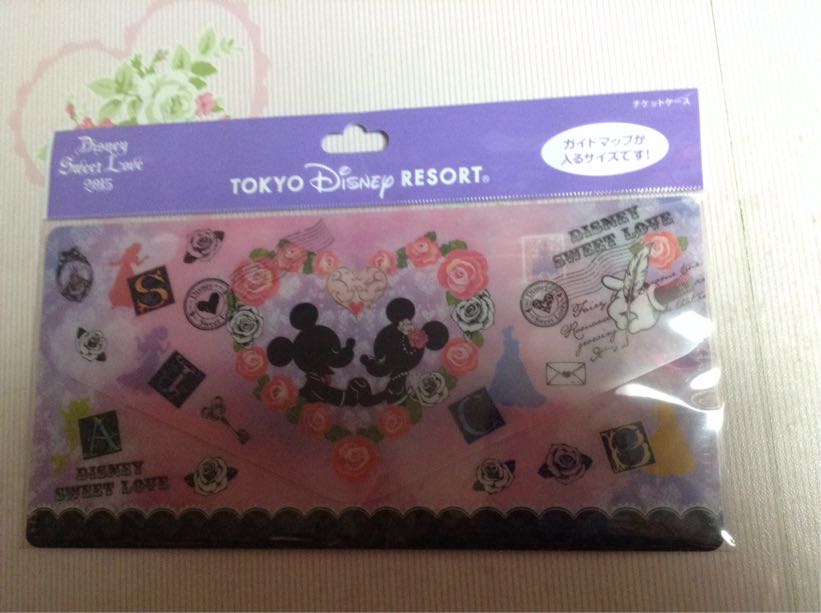 Disney
Sweet Love
2015
TOKYO Disney RESORT®
チケットケース
ガイドマップが
入るサイズです!
DISNEY
SWEET LOVE
S
I
A
C
DISNEY
SWEET LOVE